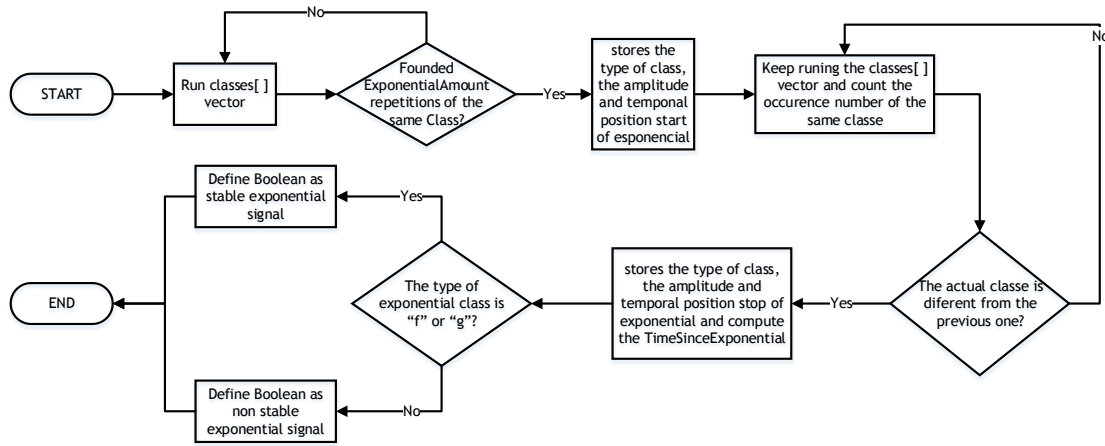 No
No
START
Run classes[ ]
vector
Founded
ExponentialAmount
repetitions of the
same Class?
Yes
stores the
type of class,
the amplitude
and temporal
position start
of esponencial
Keep runing the classes[ ]
vector and count the
occurence number of the
same classe
Define Boolean as
stable exponential
signal
Yes
END
The type of
exponential class is
“f” or “g”?
stores the type of class,
the amplitude and
temporal position stop of
exponential and compute
the TimeSinceExponential
Yes
The actual classe is
diferent from the
previous one?
Define Boolean as
non stable
exponential signal
No